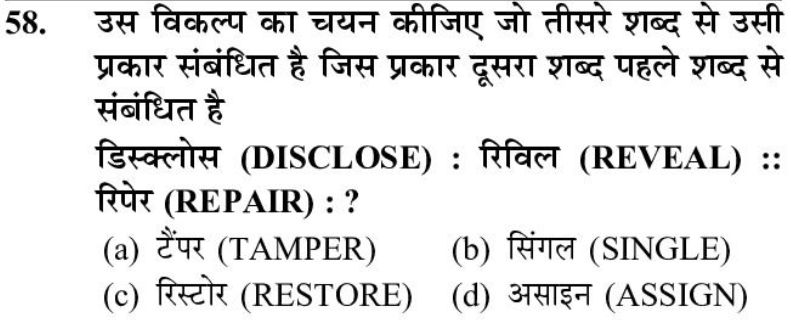 58. उस विकल्प का चयन कीजिए जो तीसरे शब्द से उसी
प्रकार संबंधित है जिस प्रकार दूसरा शब्द पहले शब्द से
संबंधित है
डिस्क्लोस (DISCLOSE) : रिविल (REVEAL) ::
रिपेर (REPAIR) : ?
(a) टैंपर (TAMPER) (b) सिंगल (SINGLE)
(c) रिस्टोर (RESTORE) (d) असाइन (ASSIGN)